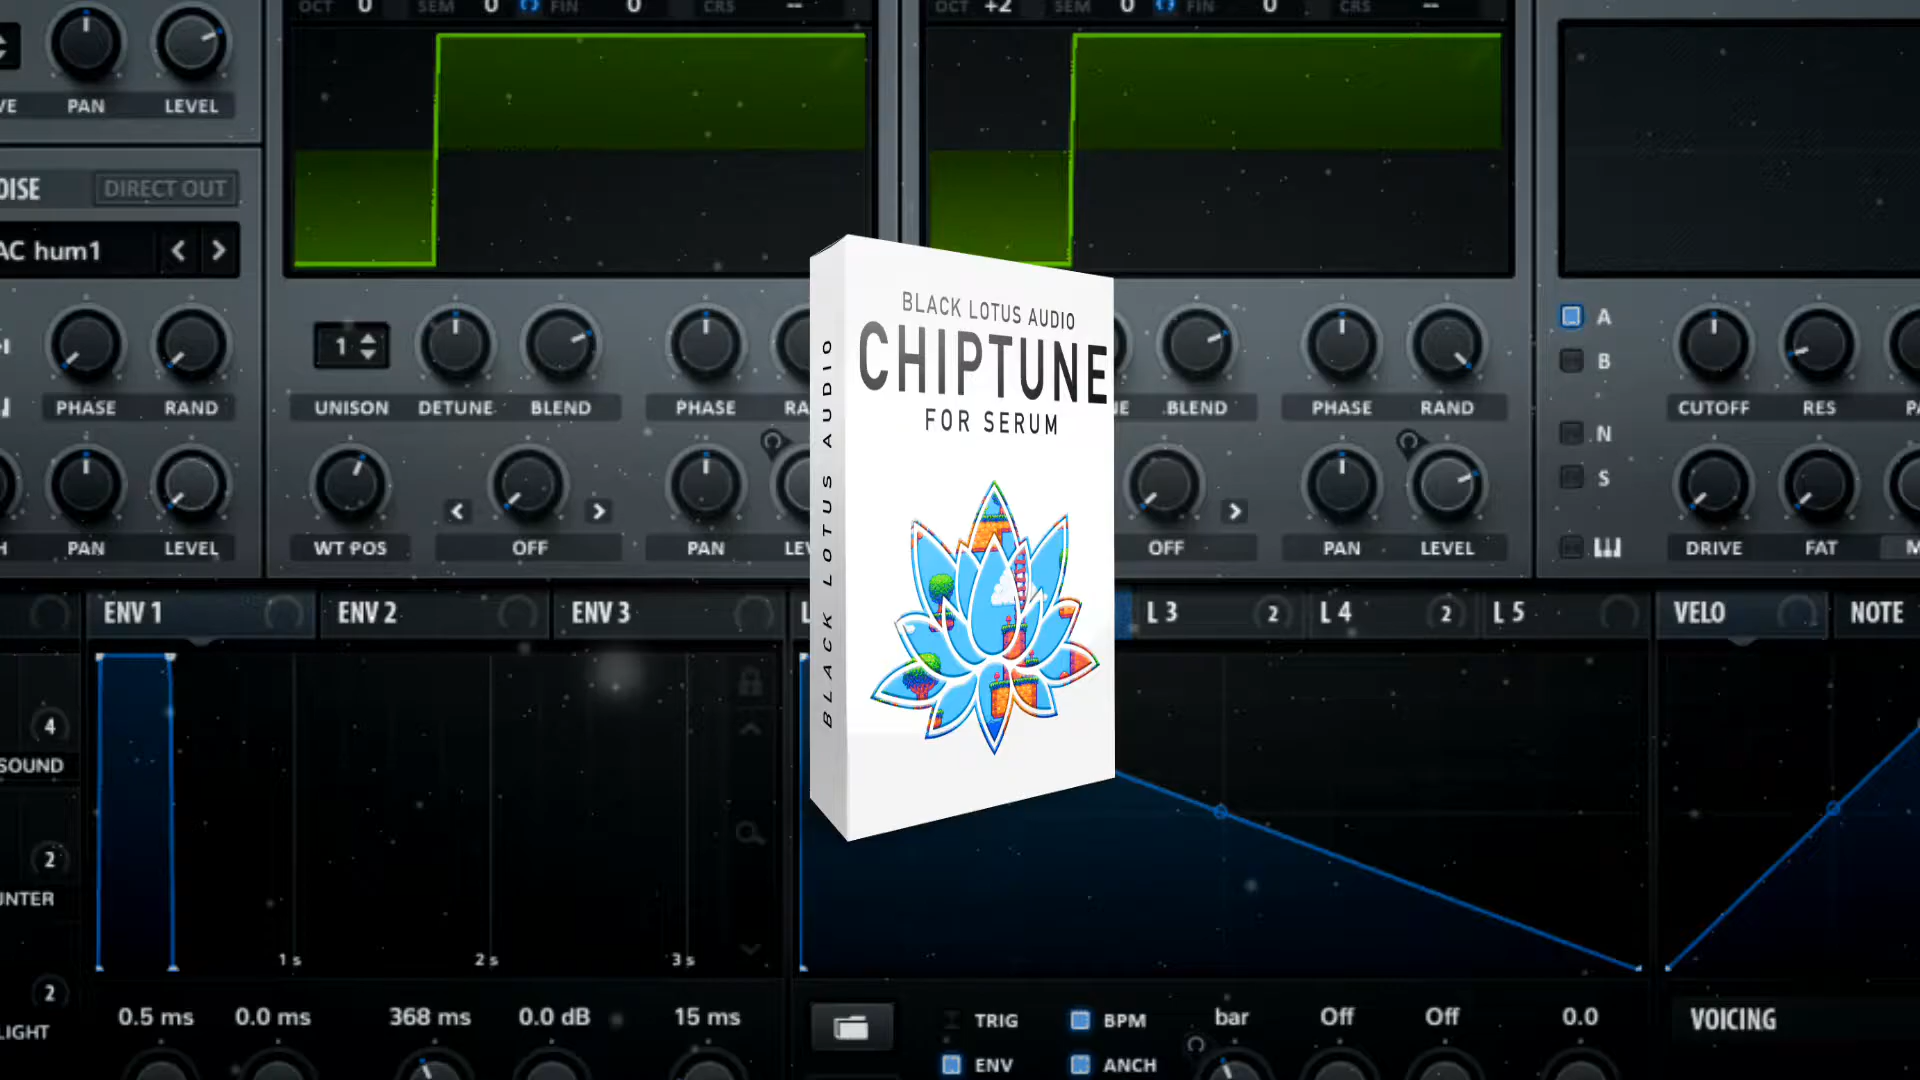 OCT 0 SEM 0 FIN 0 CRS --
OCT +2 SEM 0 FIN 0 CRS --
PAN LEVEL
DIRECT OUT
AC hum1
1
A
B
N
S
PHASE RAND
UNISON DETUNE BLEND PHASE
BLEND PHASE RAND
CUTOFF RES
PAN LEVEL
WT POS OFF PAN
OFF PAN LEVEL
DRIVE FAT
BLACK LOTUS AUDIO
CHIPTUNE
FOR SERUM
BLACK LOTUS AUDIO
ENV 1 ENV 2 ENV 3
L 3 2 L 4 2 L 5
VELO NOTE
4
SOUND
2
2
LIGHT
1 s 2 s 3 s
0.5 ms 0.0 ms 368 ms 0.0 dB 15 ms
TRIG BPM bar Off Off 0.0
ENV ANCH
VOICING